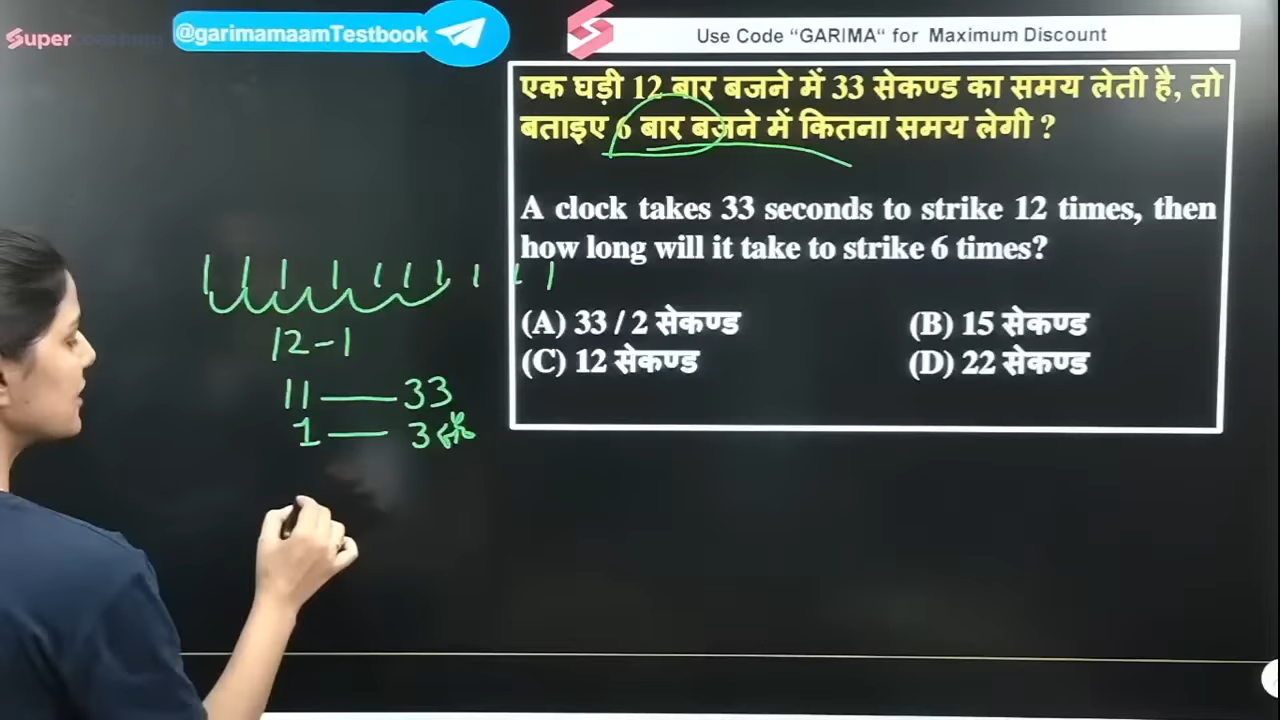 Super
@garimamaamTestbook
Use Code “GARIMA“ for Maximum Discount
एक घड़ी 12 बार बजने में 33 सेकण्ड का समय लेती है, तो
बताइए 6 बार बजने में कितना समय लेगी ?
A clock takes 33 seconds to strike 12 times, then
how long will it take to strike 6 times?
(A) 33 / 2 सेकण्ड
(B) 15 सेकण्ड
(C) 12 सेकण्ड
(D) 22 सेकण्ड
12-1
11 — 33
1 — 3